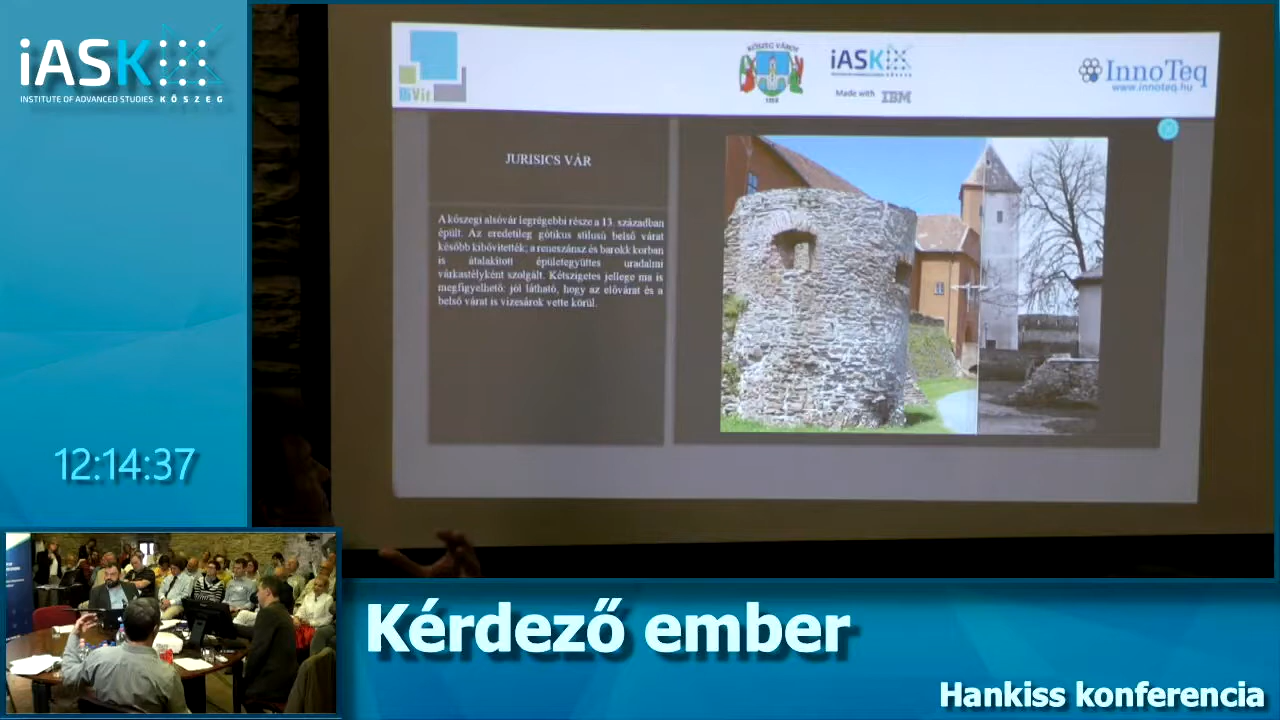 iASK
INSTITUTE OF ADVANCED STUDIES KŐSZEG
12:14:37
BiVit
KŐSZEG VÁROS
iASK
Made with IBM
InnoTeq
www.innoteq.hu
JURISICS VÁR
A kőszegi alsóvár legrégebbi része a 13. században
épült. Az eredetileg gótikus stílusú belső várat
később kibővítették; a reneszánsz és barokk korban
is átalakított épületegyüttes uradalmi
várkastélyként szolgált. Kétszigetes jellege ma is
megfigyelhető: jól látható, hogy az elővárat és a
belső várat is vizesárok vette körül.
Kérdező ember
Hankiss konferencia